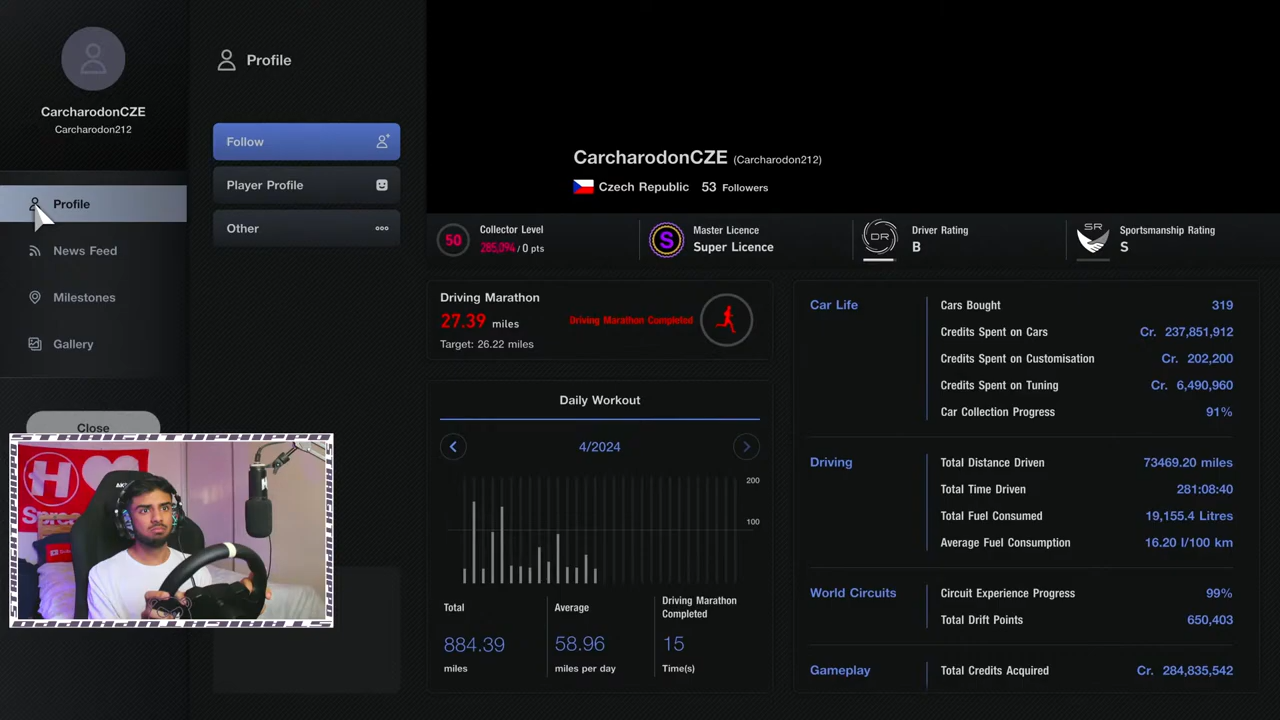 CarcharodonCZE
Carcharodon212
Profile
News Feed
Milestones
Gallery
Close
Profile
Follow
Player Profile
Other
CarcharodonCZE (Carcharodon212)
Czech Republic 53 Followers
50 Collector Level
285,094 / 0 pts
S Master Licence
Super Licence
DR Driver Rating
B
SR Sportsmanship Rating
S
Driving Marathon
27.39 miles
Driving Marathon Completed
Target: 26.22 miles
Daily Workout
4/2024
200
100
Total
884.39
miles
Average
58.96
miles per day
Driving Marathon
Completed
15
Time(s)
Car Life
Cars Bought 319
Credits Spent on Cars Cr. 237,851,912
Credits Spent on Customisation Cr. 202,200
Credits Spent on Tuning Cr. 6,490,960
Car Collection Progress 91%
Driving
Total Distance Driven 73469.20 miles
Total Time Driven 281:08:40
Total Fuel Consumed 19,155.4 Litres
Average Fuel Consumption 16.20 l/100 km
World Circuits
Circuit Experience Progress 99%
Total Drift Points 650,403
Gameplay
Total Credits Acquired Cr. 284,835,542
STRAIGHTUPHIPPO
H
Spre
STRAIGHTUPHIPPO